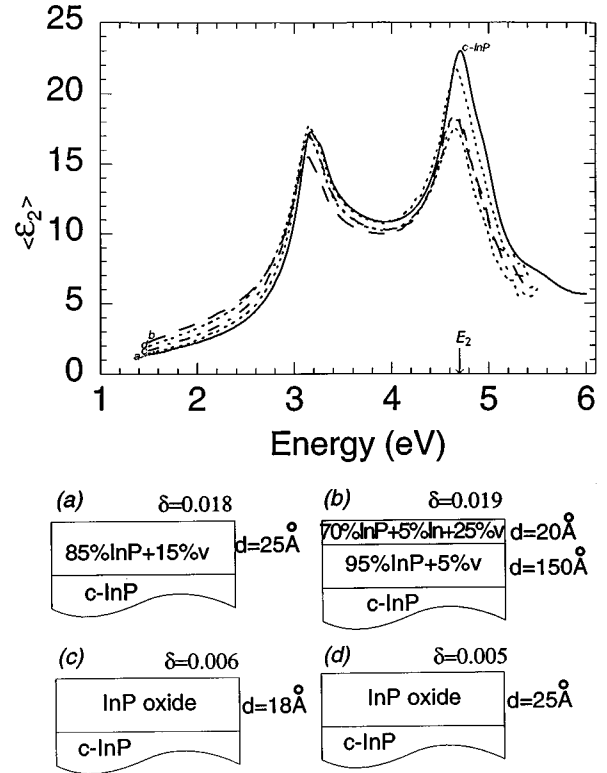 25
20
15
10
5
0
<ε₂>
c-InP
b
a
E₂
1 2 3 4 5 6
Energy (eV)
(a) δ=0.018
85%InP+15%v d=25Å
c-InP
(b) δ=0.019
70%InP+5%In+25%v d=20Å
95%InP+5%v d=150Å
c-InP
(c) δ=0.006
InP oxide d=18Å
c-InP
(d) δ=0.005
InP oxide d=25Å
c-InP